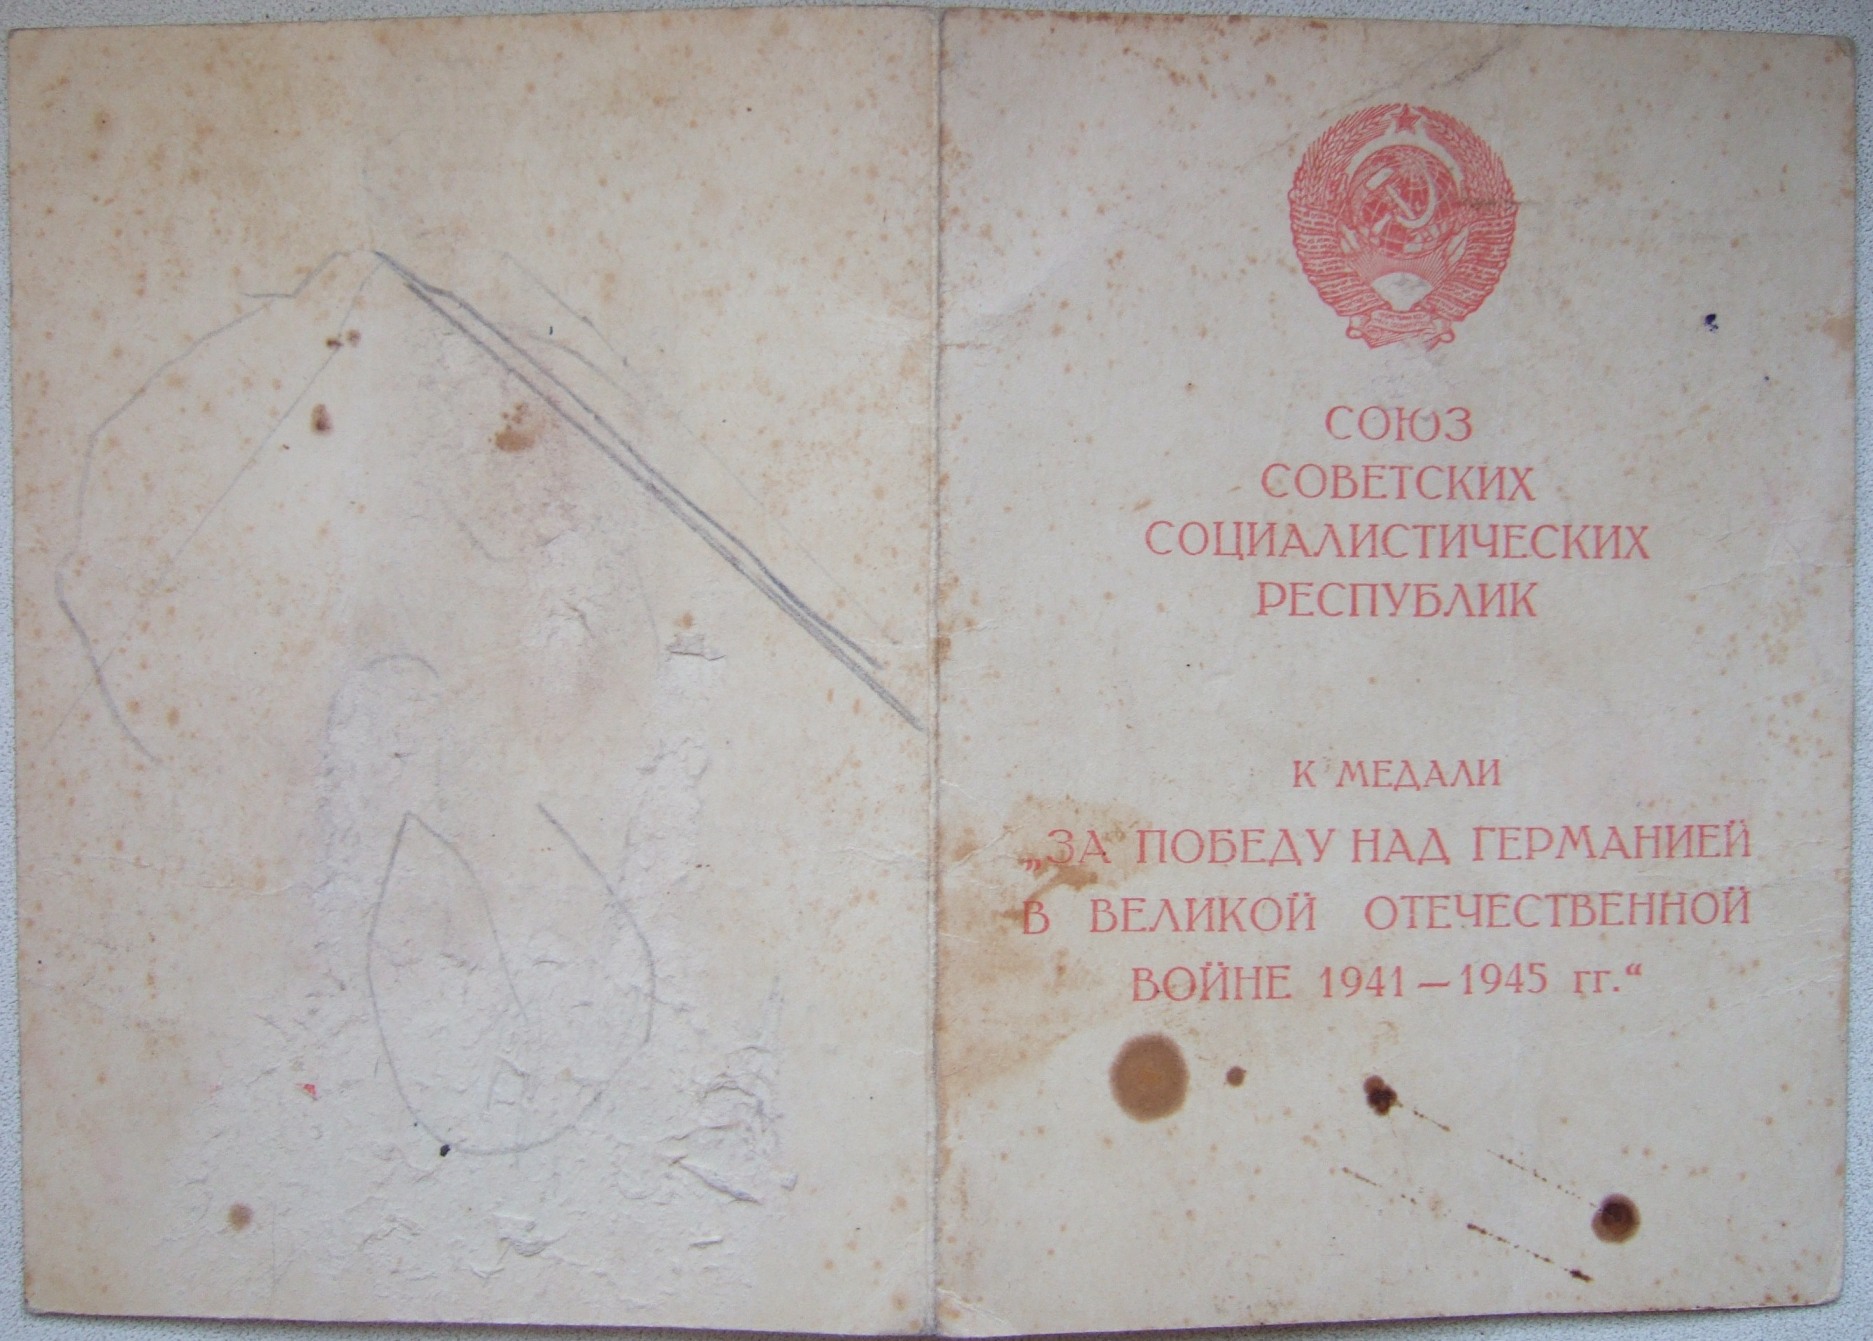 СОЮЗ
СОВЕТСКИХ
СОЦИАЛИСТИЧЕСКИХ
РЕСПУБЛИК
К МЕДАЛИ
„ЗА ПОБЕДУ НАД ГЕРМАНИЕЙ
В ВЕЛИКОЙ ОТЕЧЕСТВЕННОЙ
ВОЙНЕ 1941—1945 гг.“